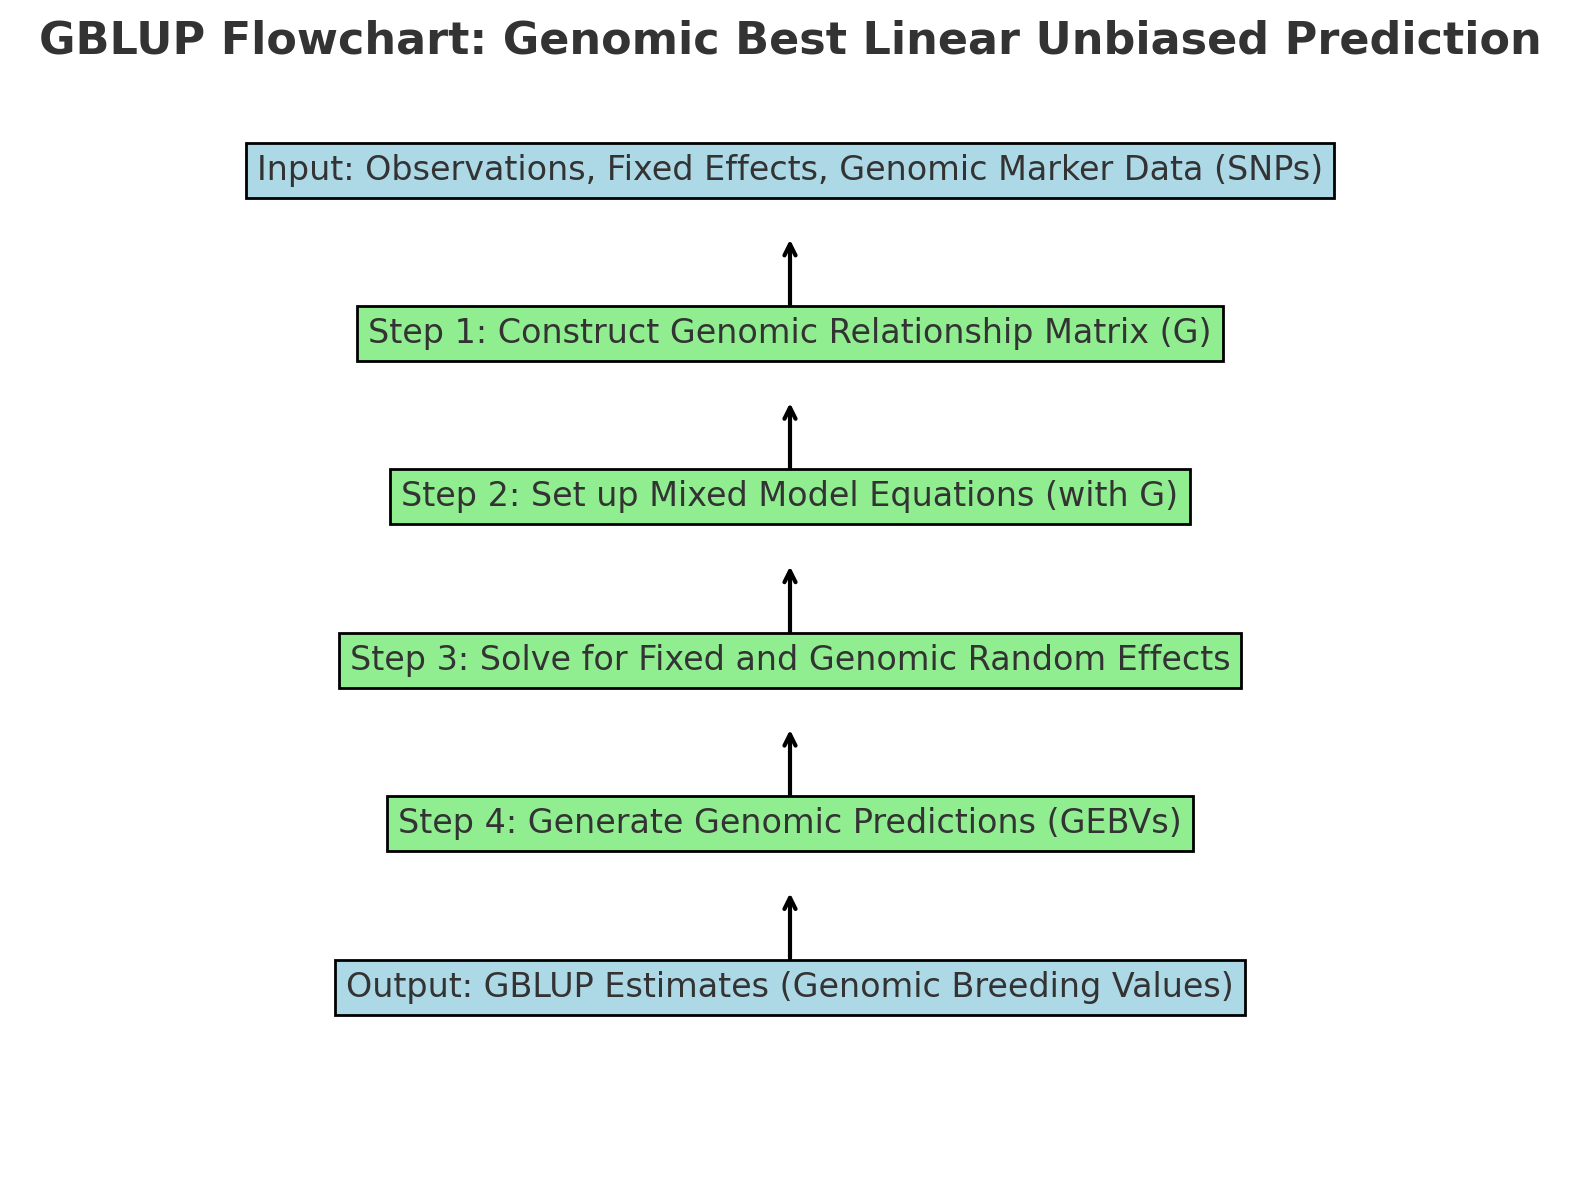 GBLUP Flowchart: Genomic Best Linear Unbiased Prediction
Input: Observations, Fixed Effects, Genomic Marker Data (SNPs)
Step 1: Construct Genomic Relationship Matrix (G)
Step 2: Set up Mixed Model Equations (with G)
Step 3: Solve for Fixed and Genomic Random Effects
Step 4: Generate Genomic Predictions (GEBVs)
Output: GBLUP Estimates (Genomic Breeding Values)